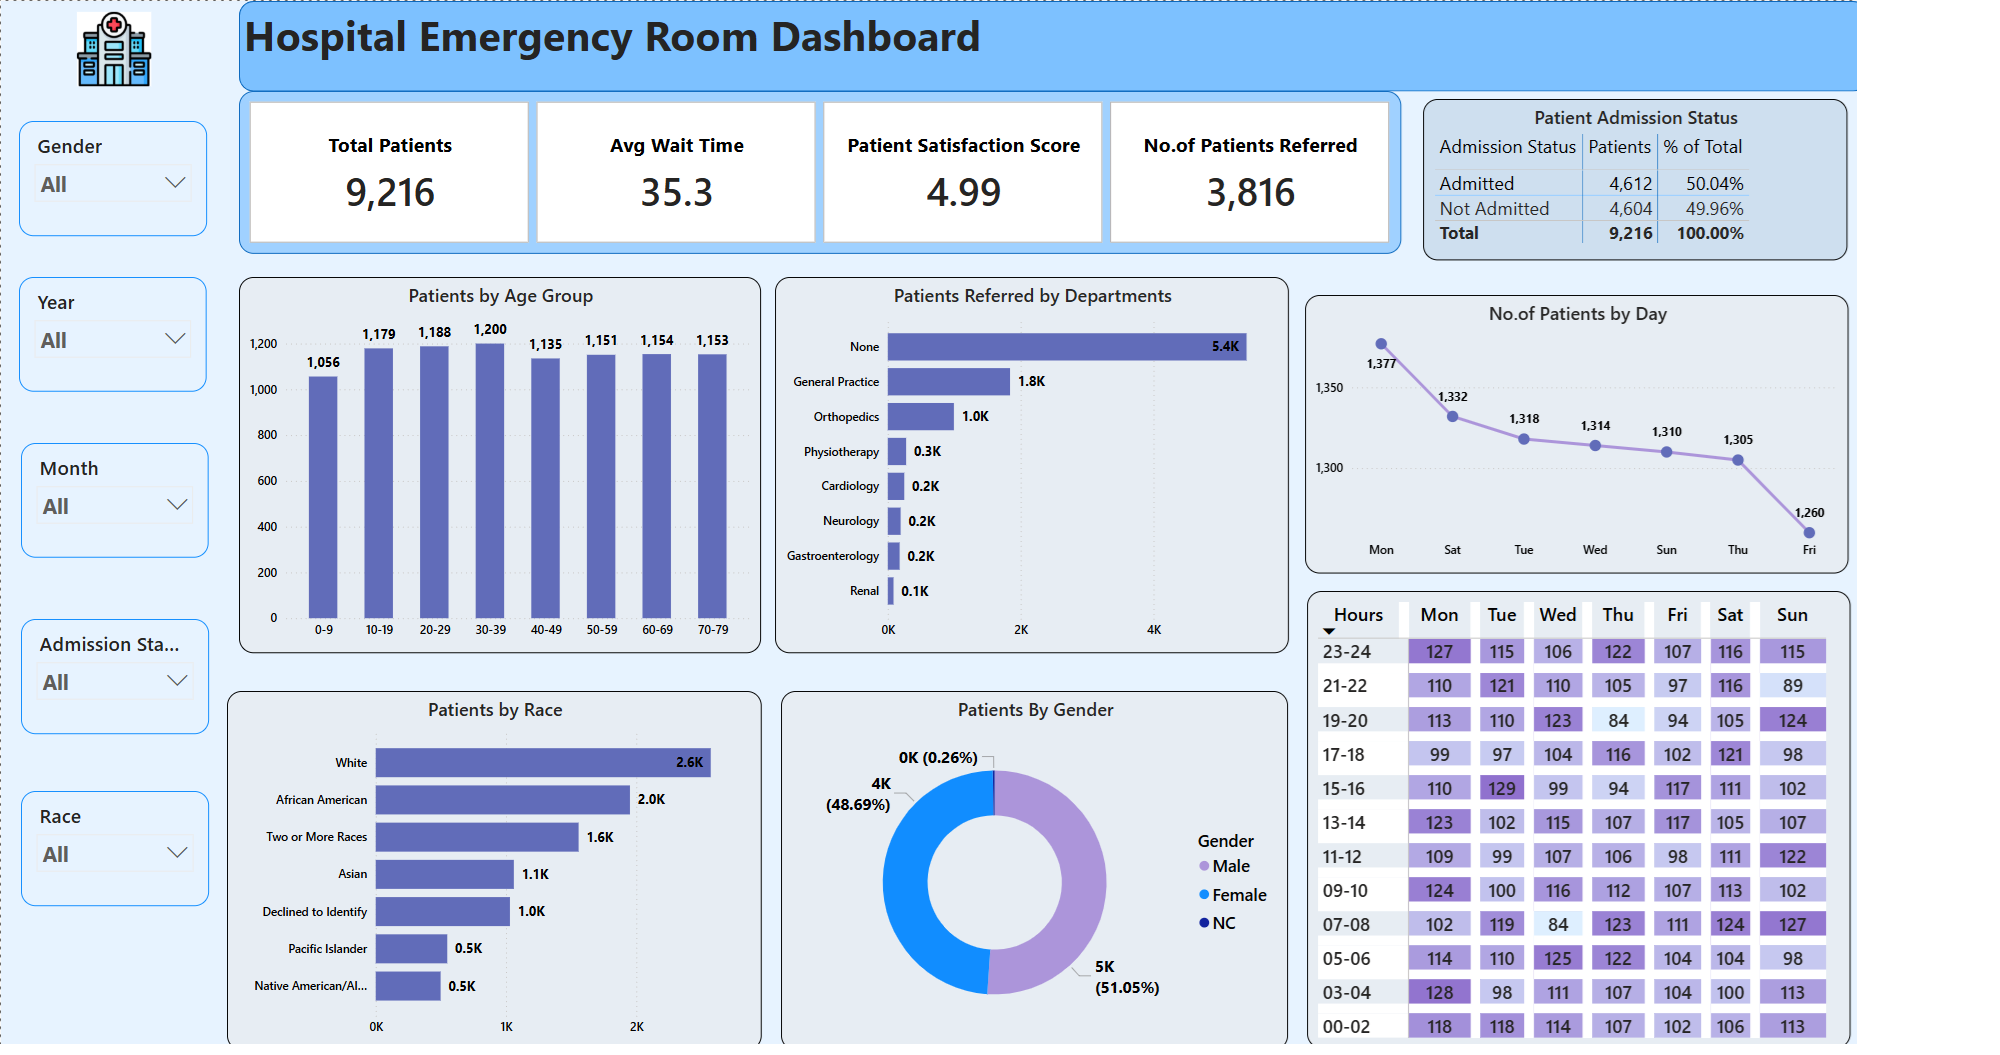 Hospital Emergency Room Dashboard
Gender
All
Year
All
Month
All
Admission Sta...
All
Race
All
Total Patients
9,216
Avg Wait Time
35.3
Patient Satisfaction Score
4.99
No.of Patients Referred
3,816
Patient Admission Status
Admission Status Patients % of Total
Admitted 4,612 50.04%
Not Admitted 4,604 49.96%
Total 9,216 100.00%
Patients by Age Group
1,056 1,179 1,188 1,200 1,135 1,151 1,154 1,153
1,200
1,000
800
600
400
200
0
0-9 10-19 20-29 30-39 40-49 50-59 60-69 70-79
Patients Referred by Departments
None 5.4K
General Practice 1.8K
Orthopedics 1.0K
Physiotherapy 0.3K
Cardiology 0.2K
Neurology 0.2K
Gastroenterology 0.2K
Renal 0.1K
0K 2K 4K
No.of Patients by Day
1,350
1,300
1,377 1,332 1,318 1,314 1,310 1,305 1,260
Mon Sat Tue Wed Sun Thu Fri
Patients by Race
White 2.6K
African American 2.0K
Two or More Races 1.6K
Asian 1.1K
Declined to Identify 1.0K
Pacific Islander 0.5K
Native American/Al... 0.5K
0K 1K 2K
Patients By Gender
0K (0.26%)
4K
(48.69%)
5K
(51.05%)
Gender
Male
Female
NC
Hours Mon Tue Wed Thu Fri Sat Sun
23-24 127 115 106 122 107 116 115
21-22 110 121 110 105 97 116 89
19-20 113 110 123 84 94 105 124
17-18 99 97 104 116 102 121 98
15-16 110 129 99 94 117 111 102
13-14 123 102 115 107 117 105 107
11-12 109 99 107 106 98 111 122
09-10 124 100 116 112 107 113 102
07-08 102 119 84 123 111 124 127
05-06 114 110 125 122 104 104 98
03-04 128 98 111 107 104 100 113
00-02 118 118 114 107 102 106 113